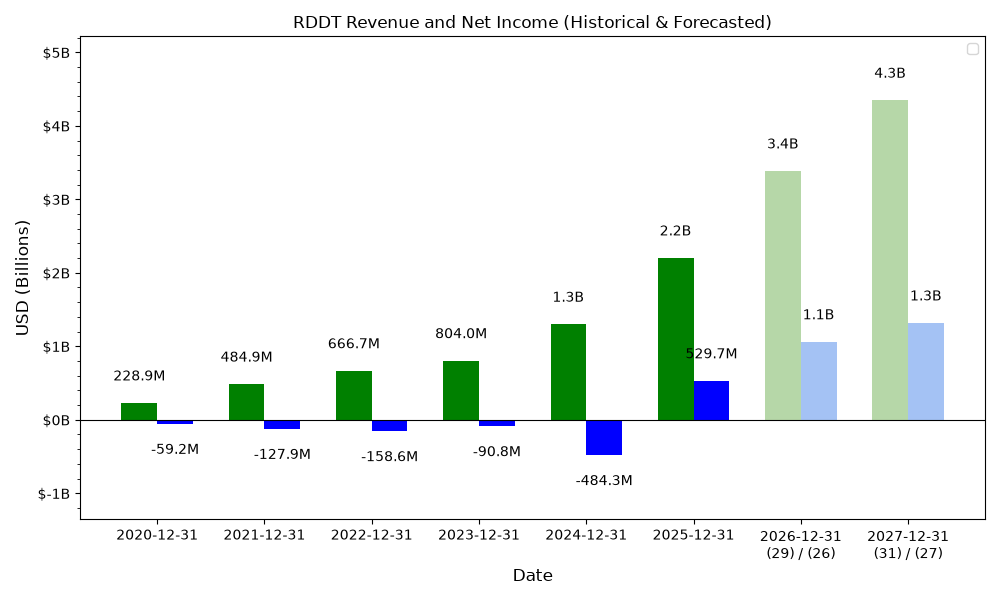 RDDT Revenue and Net Income (Historical & Forecasted)
USD (Billions)
$5B
$4B
$3B
$2B
$1B
$0B
$-1B
228.9M
484.9M
666.7M
804.0M
1.3B
2.2B
3.4B
4.3B
-59.2M
-127.9M
-158.6M
-90.8M
-484.3M
529.7M
1.1B
1.3B
2020-12-31
2021-12-31
2022-12-31
2023-12-31
2024-12-31
2025-12-31
2026-12-31
(29) / (26)
2027-12-31
(31) / (27)
Date